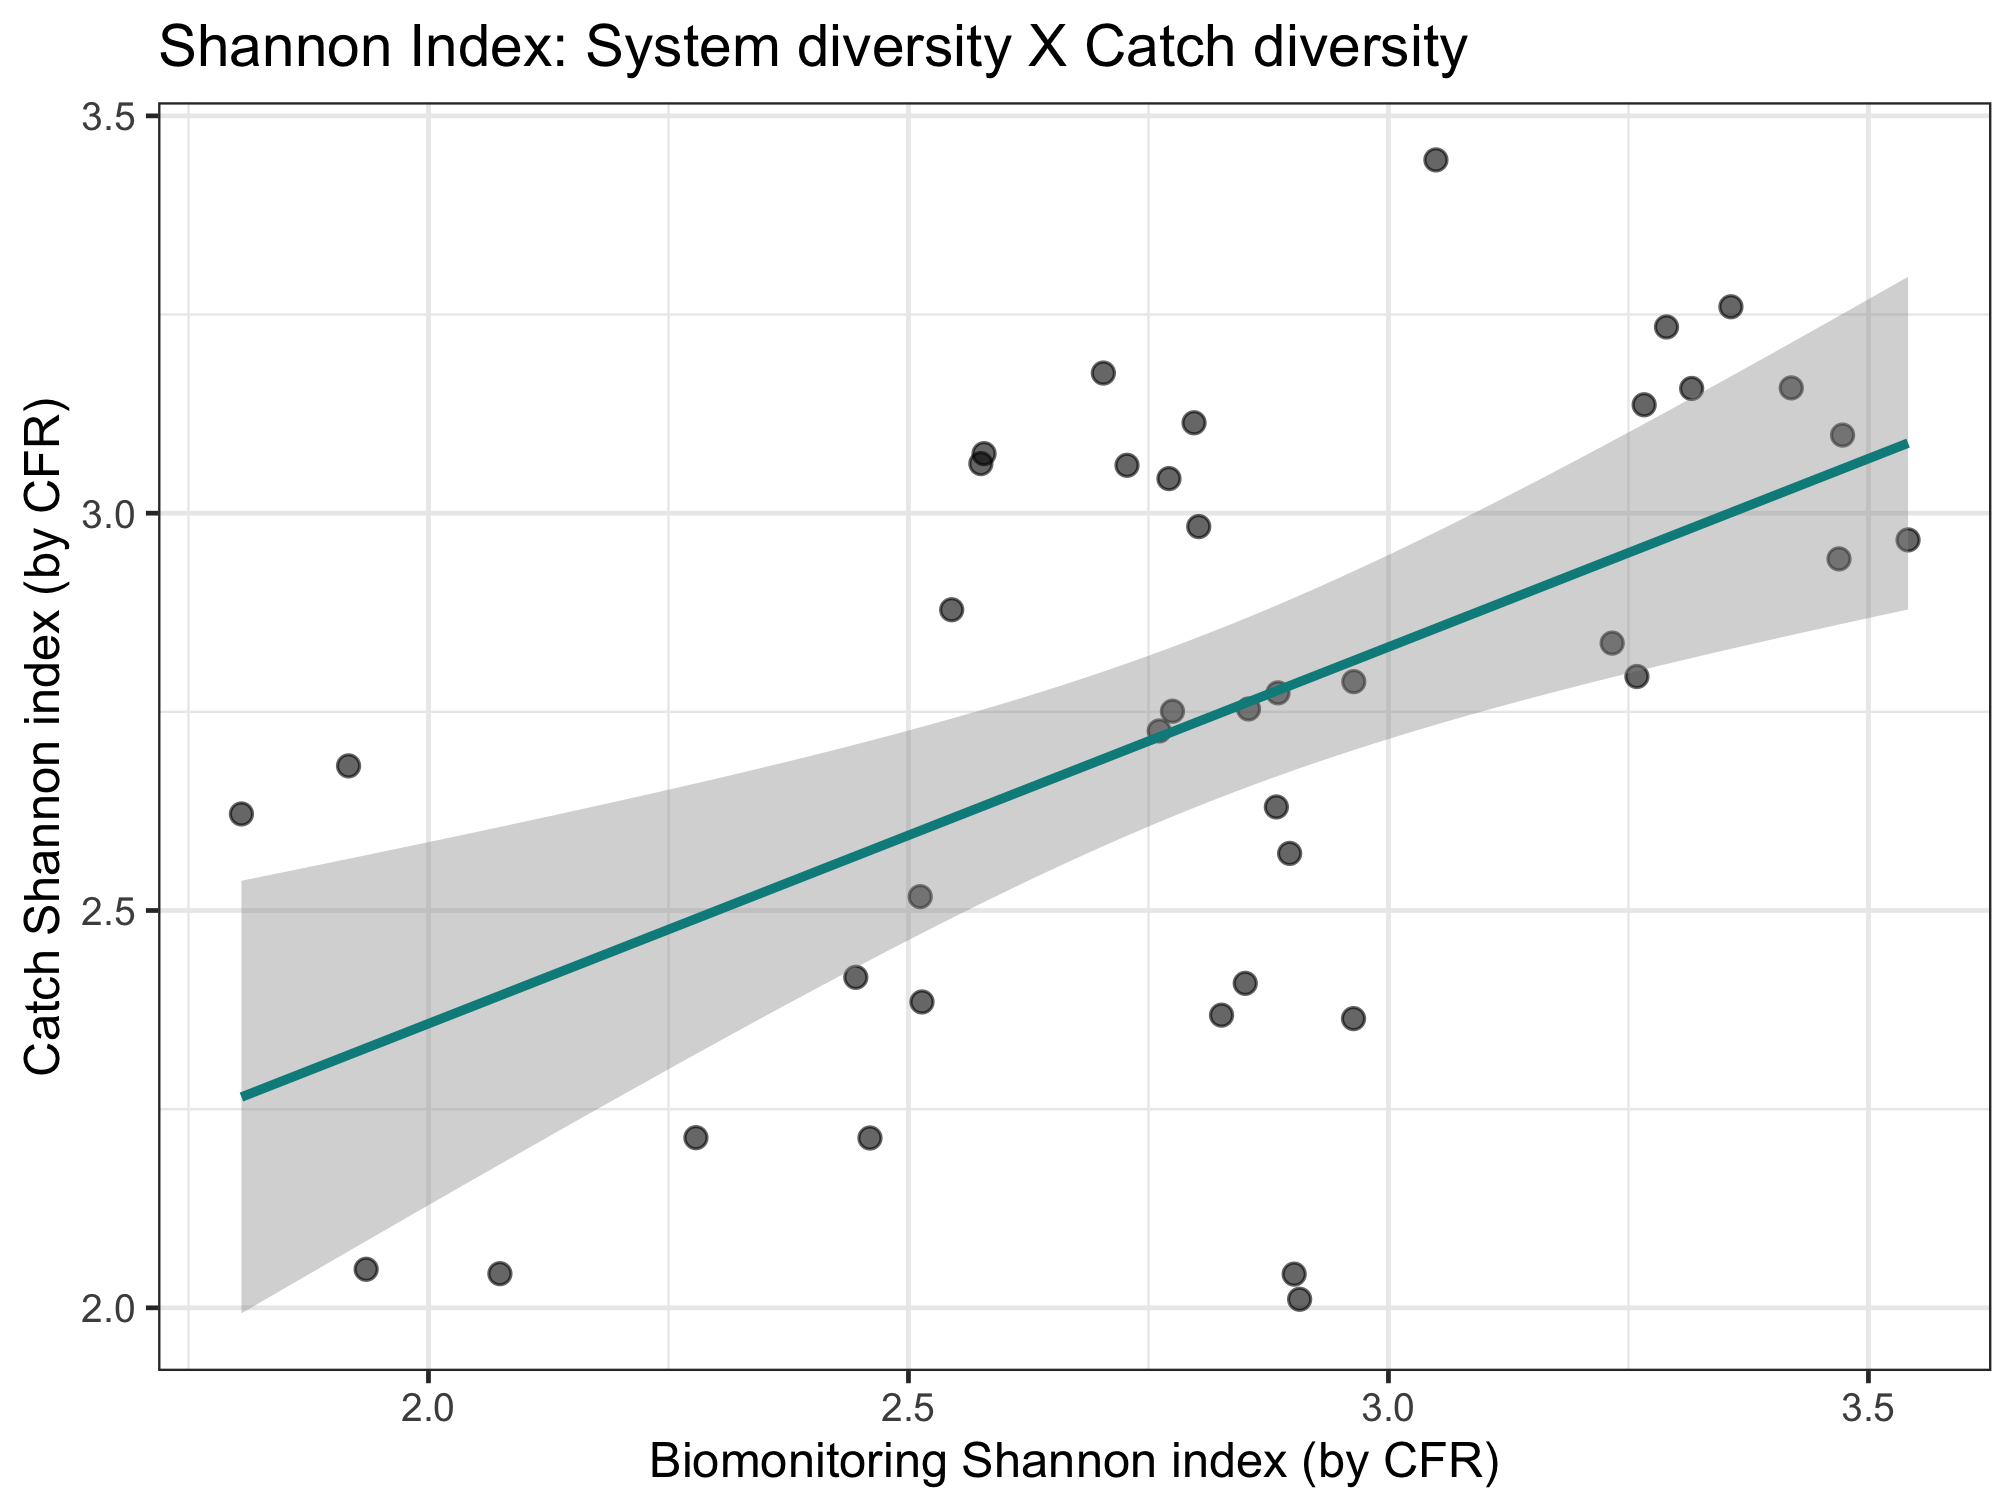 Shannon Index: System diversity X Catch diversity
3.5
3.0
2.5
2.0
Catch Shannon index (by CFR)
2.0 2.5 3.0 3.5
Biomonitoring Shannon index (by CFR)